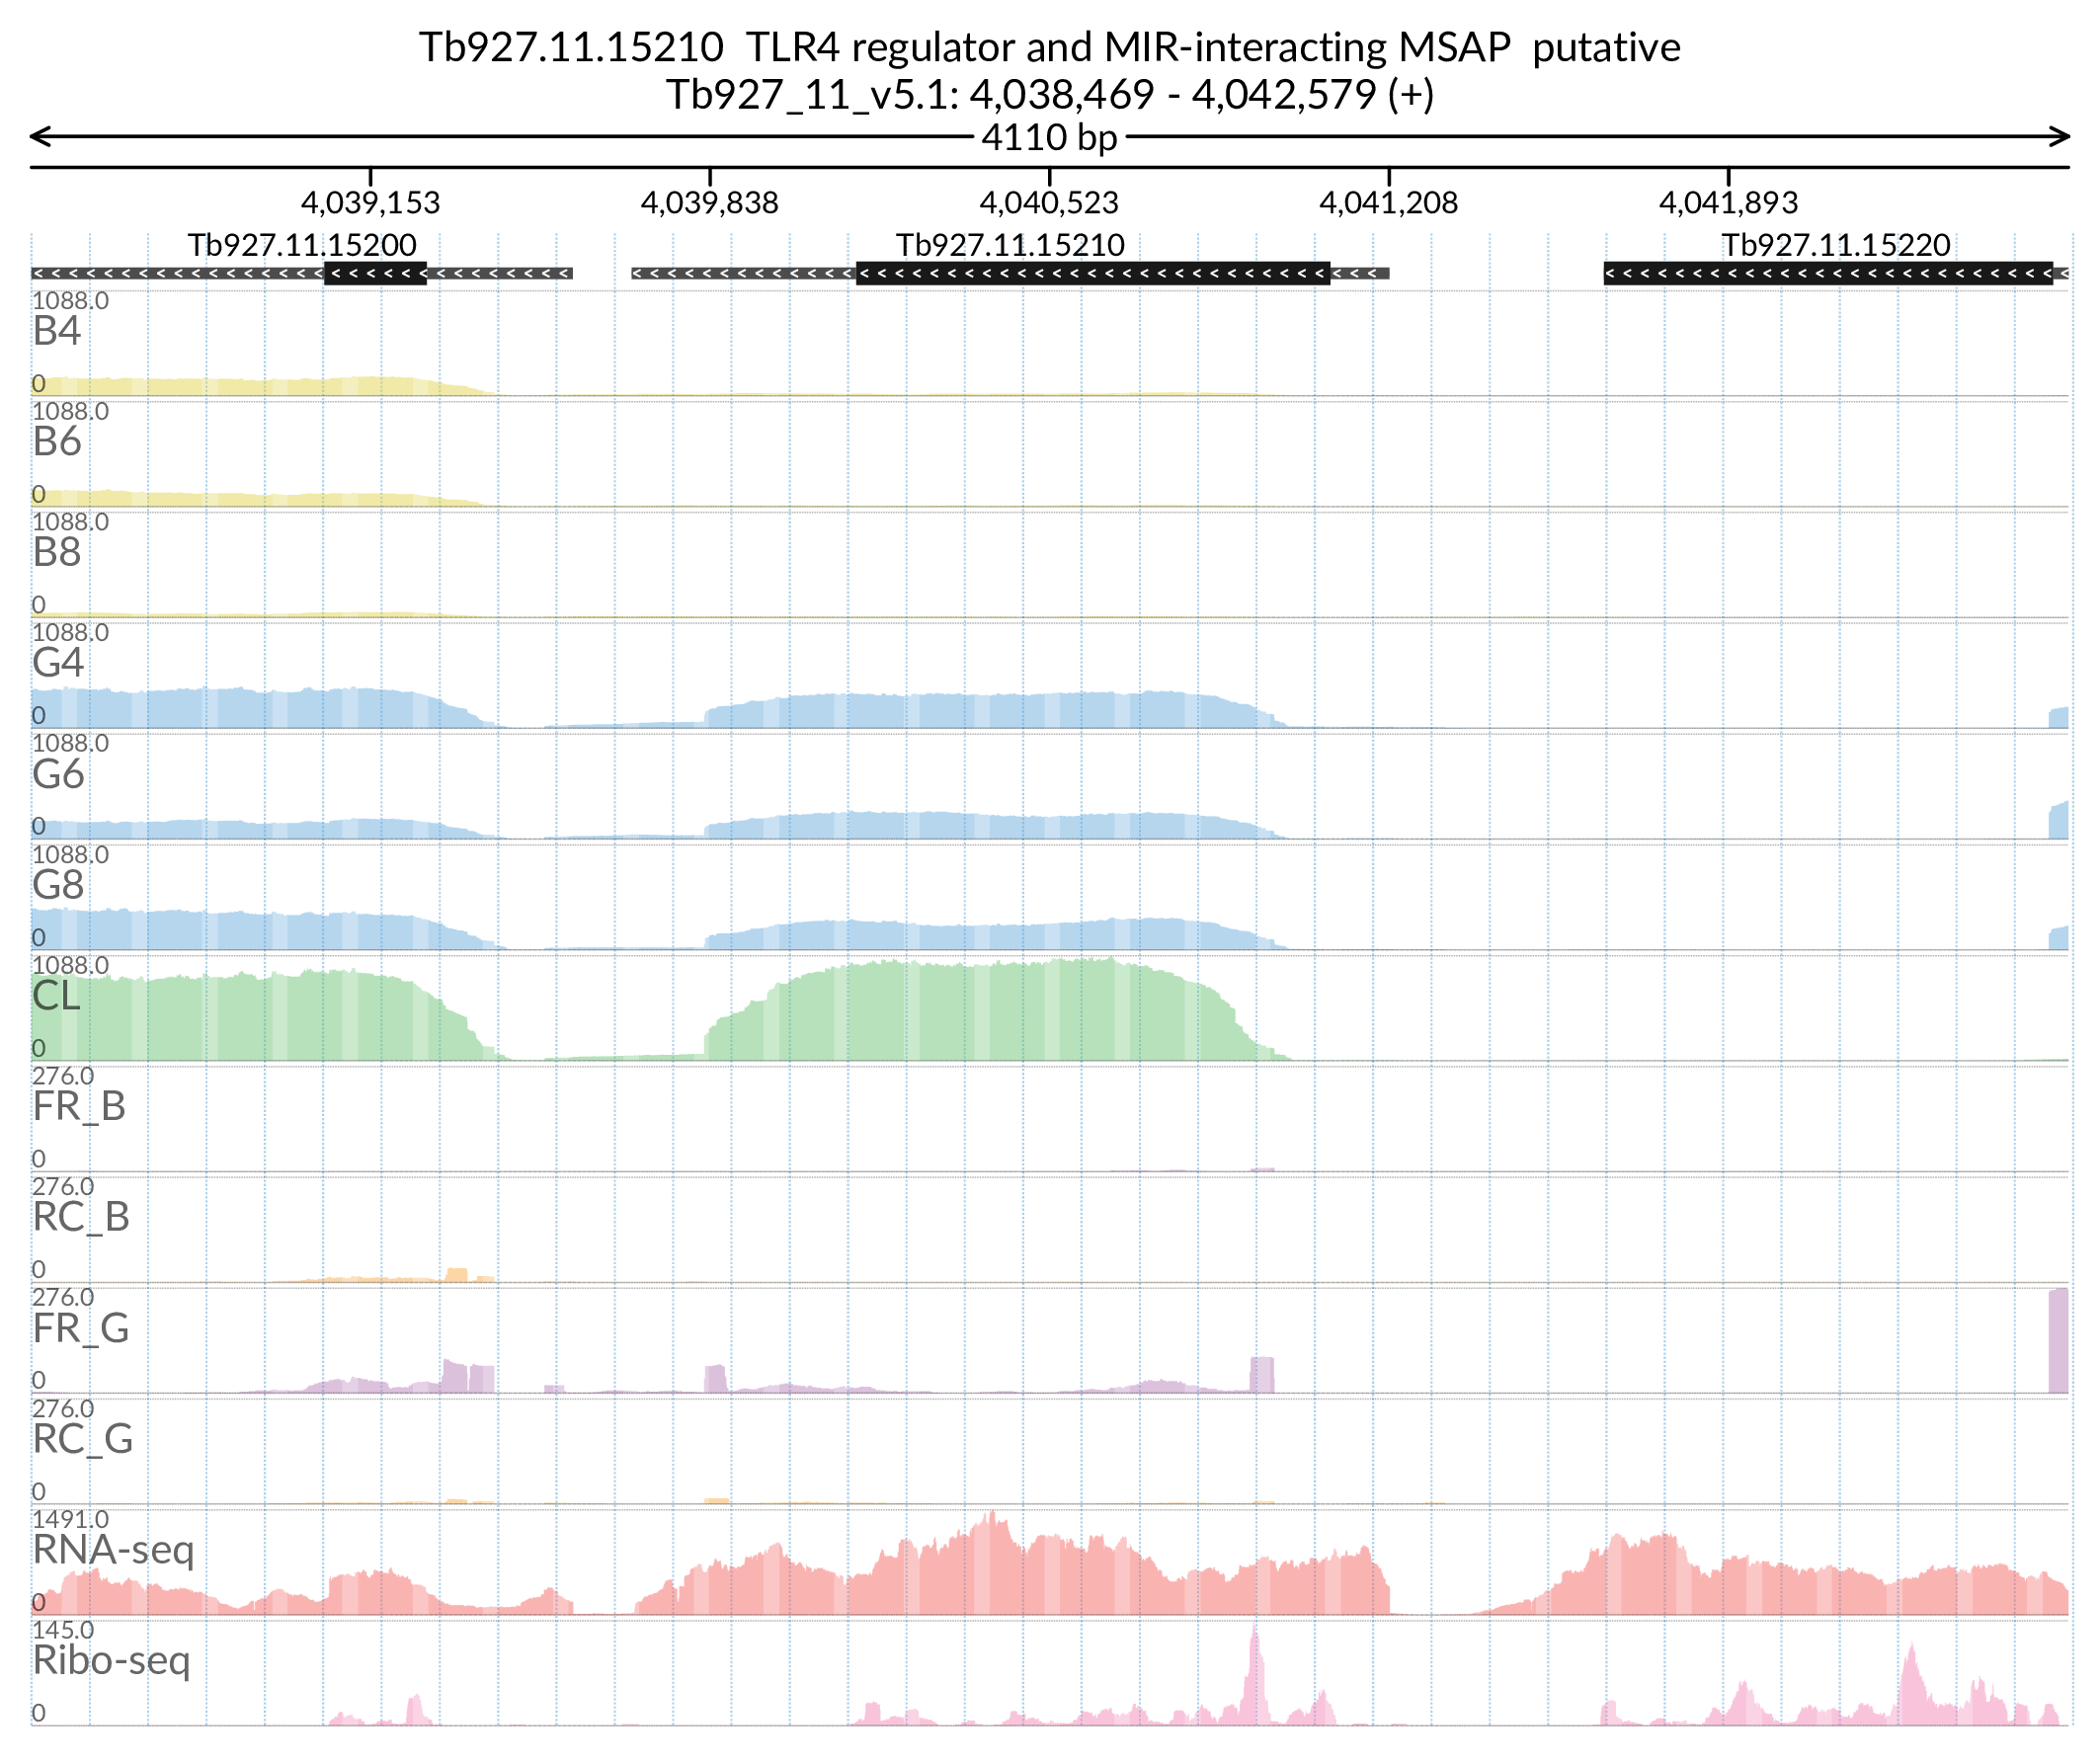 Tb927.11.15210  TLR4 regulator and MIR-interacting MSAP  putative
Tb927_11_v5.1: 4,038,469 - 4,042,579 (+)
4110 bp
4,039,153 4,039,838 4,040,523 4,041,208 4,041,893
Tb927.11.15200 Tb927.11.15210 Tb927.11.15220
1088.0
B4
0
1088.0
B6
0
1088.0
B8
0
1088.0
G4
0
1088.0
G6
0
1088.0
G8
0
1088.0
CL
0
276.0
FR_B
0
276.0
RC_B
0
276.0
FR_G
0
276.0
RC_G
0
1491.0
RNA-seq
0
145.0
Ribo-seq
0